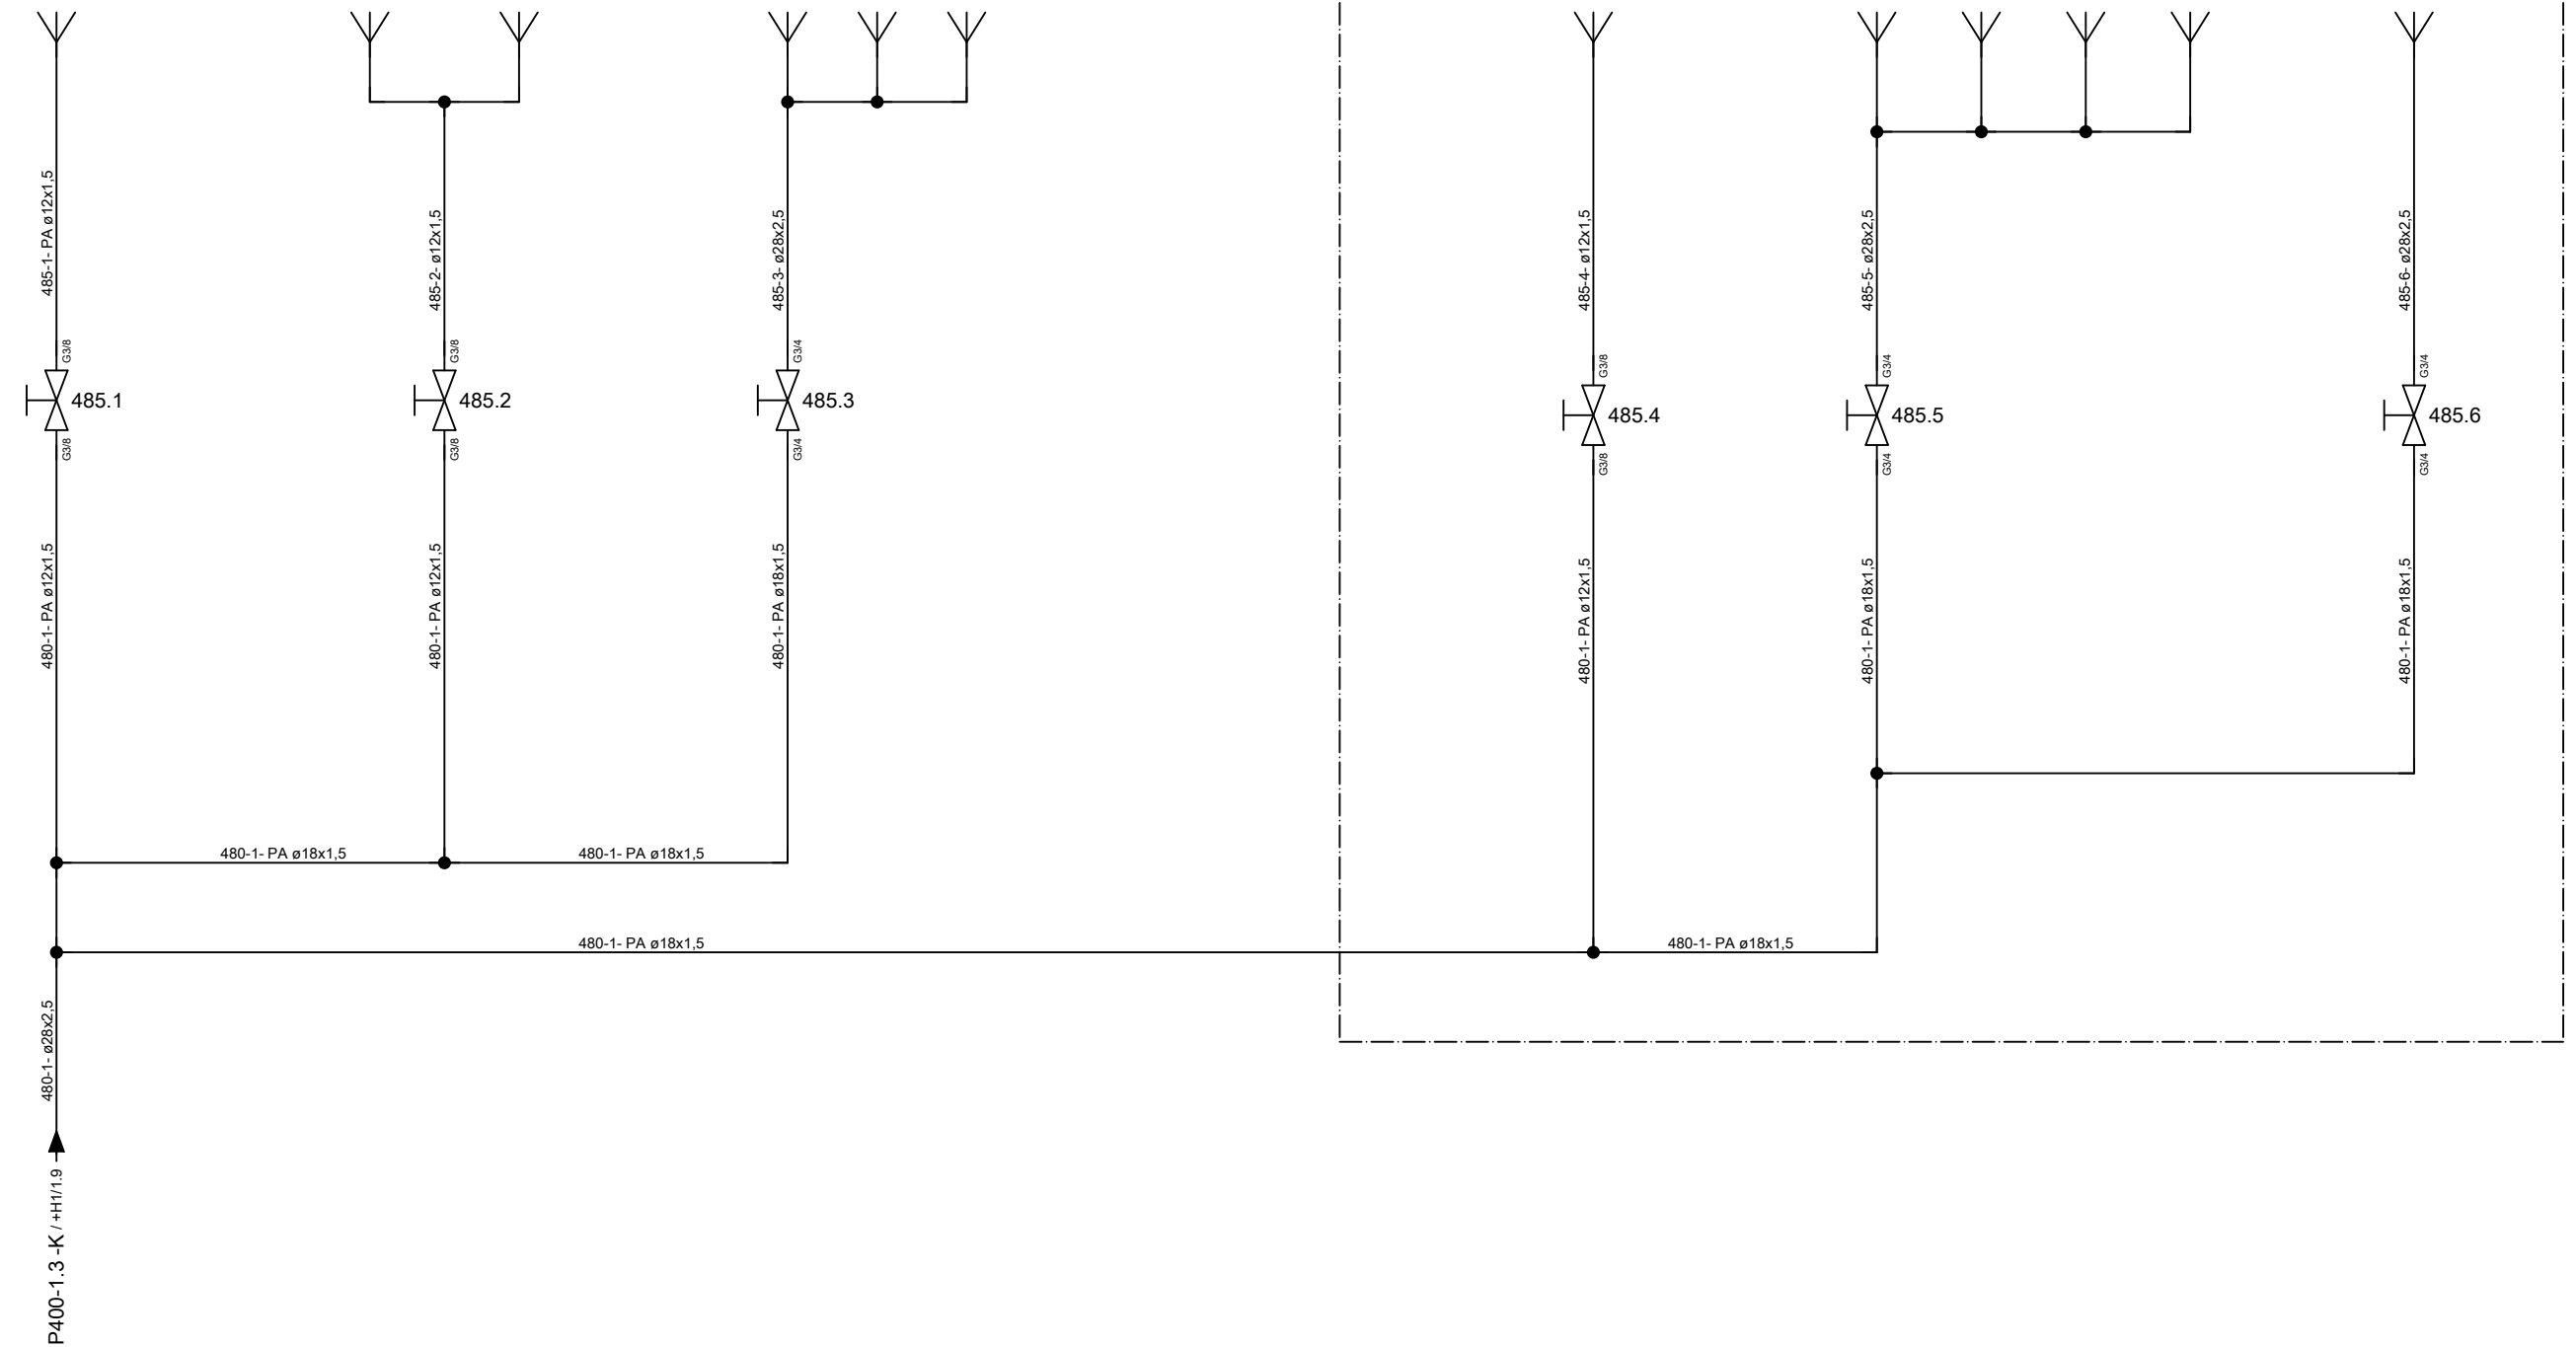 485-1- PA ø12x1,5
485-2- ø12x1,5
485-3- ø28x2,5
485-4- ø12x1,5
485-5- ø28x2,5
485-6- ø28x2,5
G3/8
G3/8
G3/4
G3/8
G3/4
G3/4
485.1
485.2
485.3
485.4
485.5
485.6
G3/8
G3/8
G3/4
G3/8
G3/4
G3/4
480-1- PA ø12x1,5
480-1- PA ø12x1,5
480-1- PA ø18x1,5
480-1- PA ø12x1,5
480-1- PA ø18x1,5
480-1- PA ø18x1,5
480-1- PA ø18x1,5
480-1- PA ø18x1,5
480-1- PA ø18x1,5
480-1- PA ø18x1,5
480-1- ø28x2,5
P400-1.3 -K / +H1/1.9